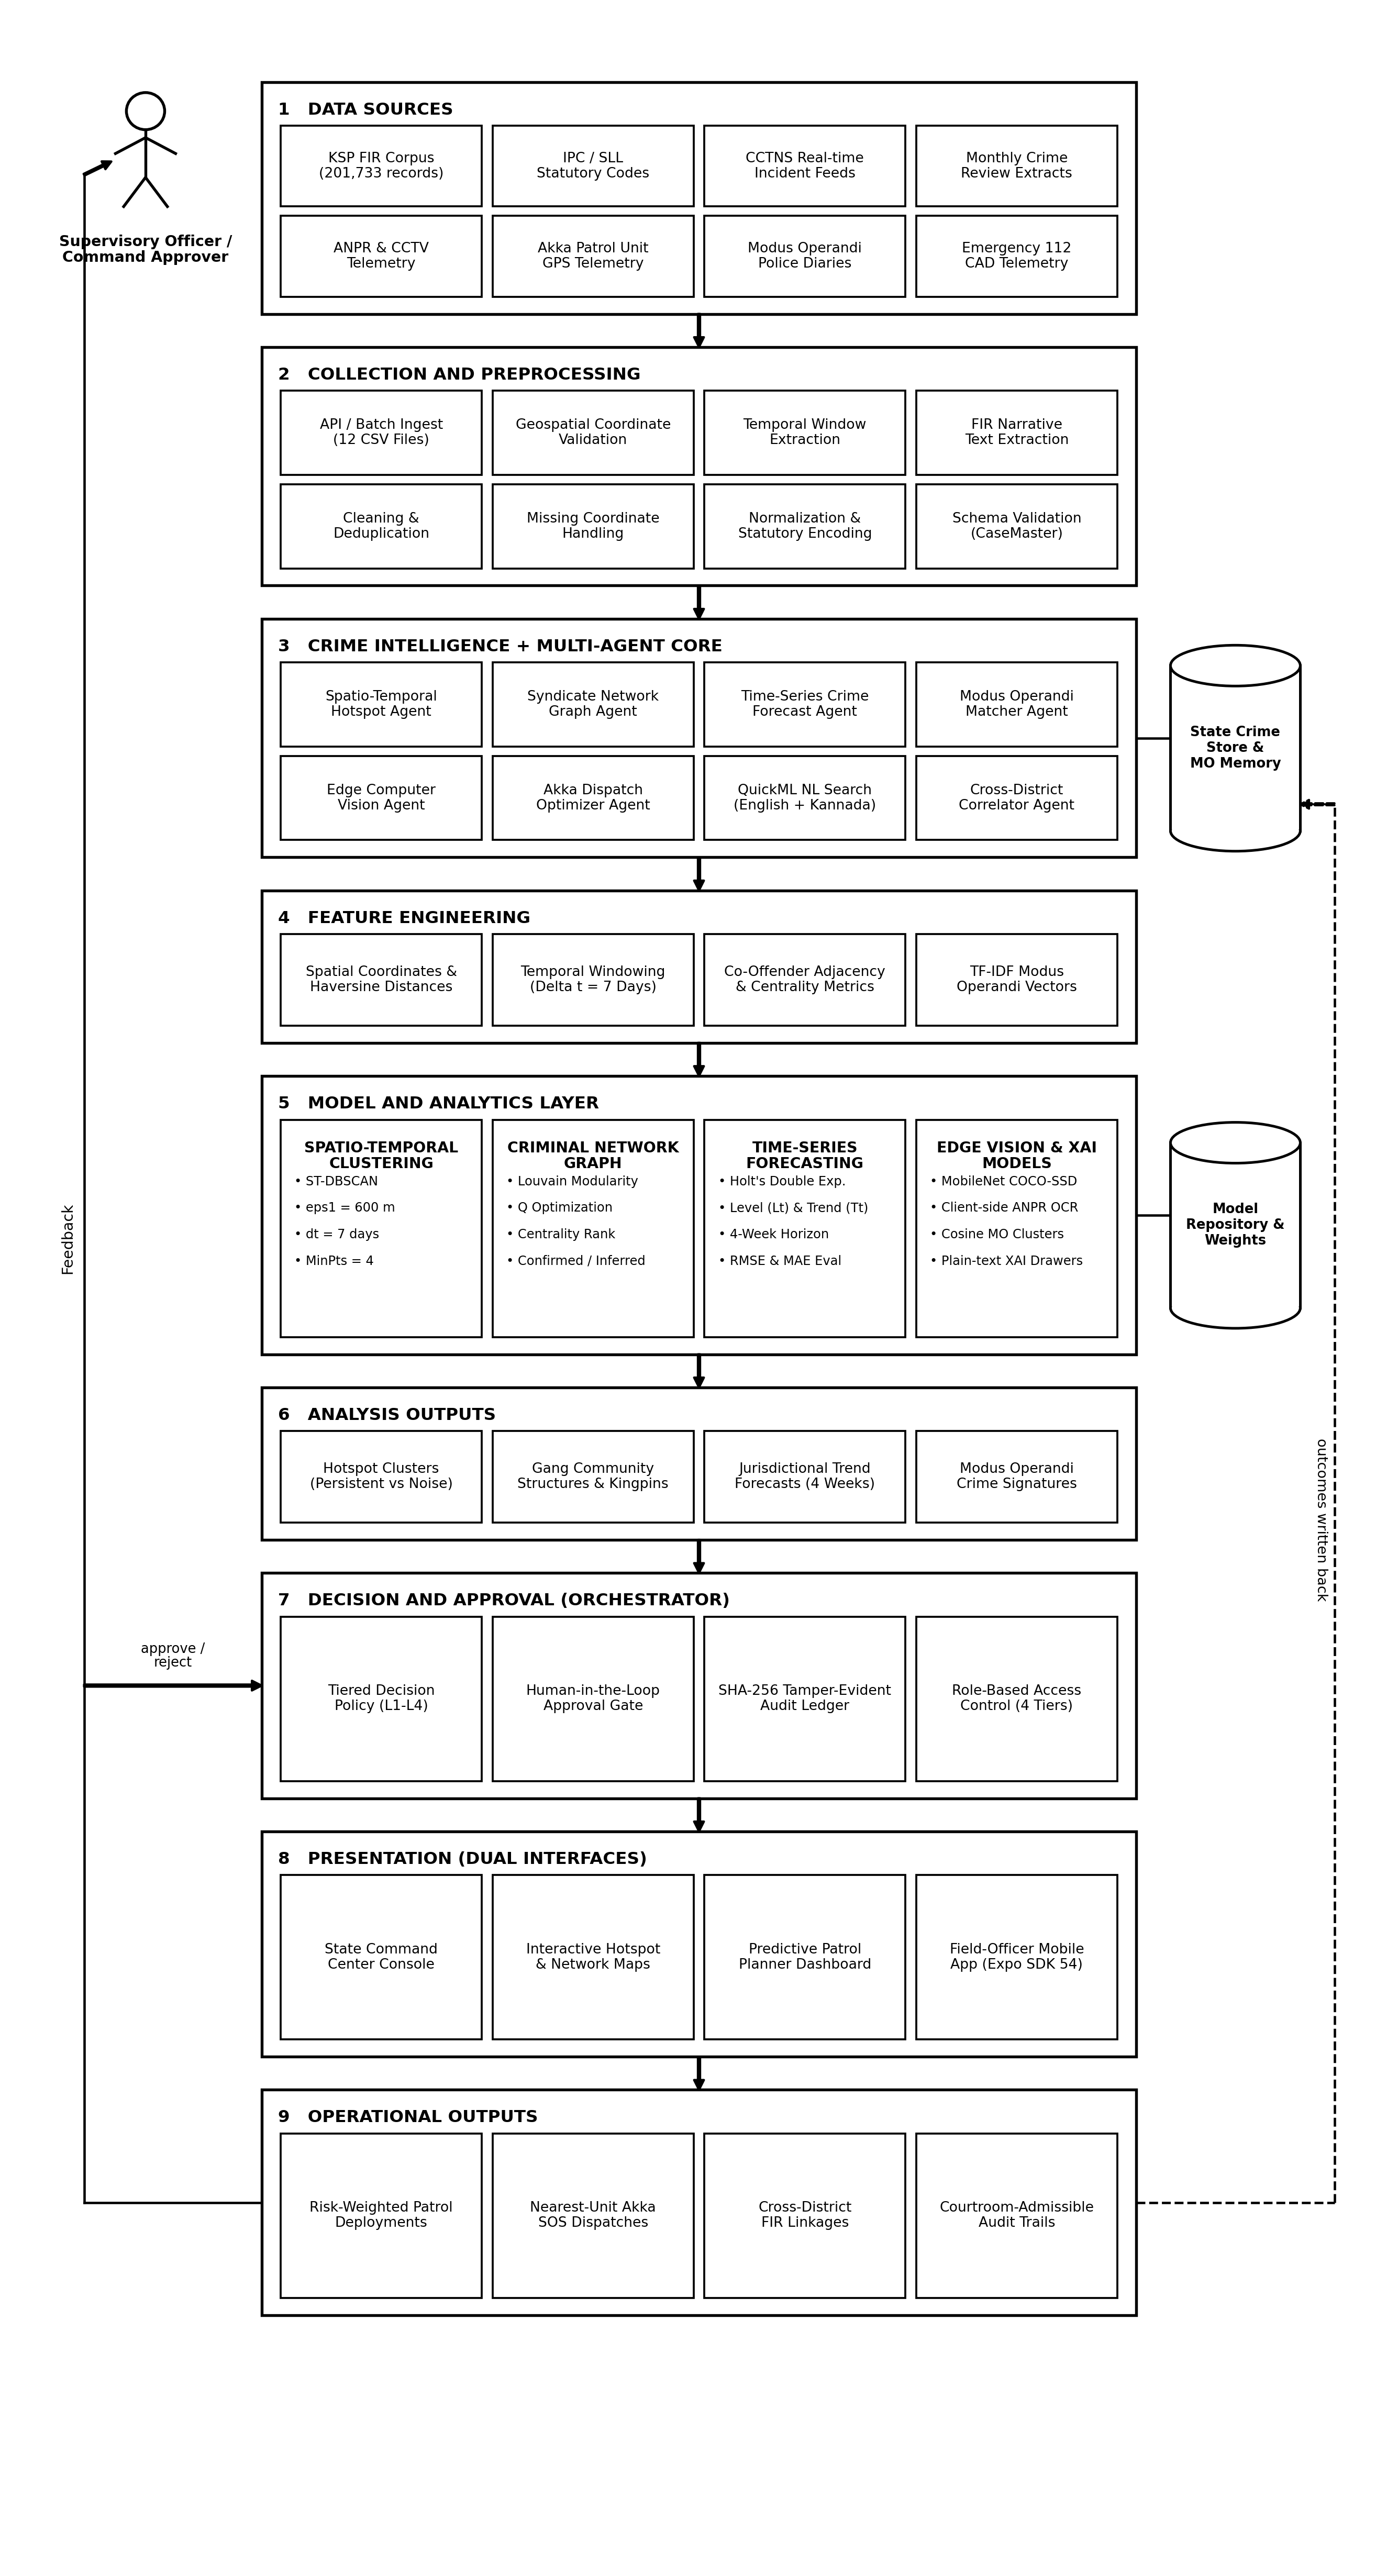 1 DATA SOURCES
KSP FIR Corpus
(201,733 records)
IPC / SLL
Statutory Codes
CCTNS Real-time
Incident Feeds
Monthly Crime
Review Extracts
ANPR & CCTV
Telemetry
Akka Patrol Unit
GPS Telemetry
Modus Operandi
Police Diaries
Emergency 112
CAD Telemetry
Supervisory Officer /
Command Approver
2 COLLECTION AND PREPROCESSING
API / Batch Ingest
(12 CSV Files)
Geospatial Coordinate
Validation
Temporal Window
Extraction
FIR Narrative
Text Extraction
Cleaning &
Deduplication
Missing Coordinate
Handling
Normalization &
Statutory Encoding
Schema Validation
(CaseMaster)
3 CRIME INTELLIGENCE + MULTI-AGENT CORE
Spatio-Temporal
Hotspot Agent
Syndicate Network
Graph Agent
Time-Series Crime
Forecast Agent
Modus Operandi
Matcher Agent
Edge Computer
Vision Agent
Akka Dispatch
Optimizer Agent
QuickML NL Search
(English + Kannada)
Cross-District
Correlator Agent
State Crime
Store &
MO Memory
4 FEATURE ENGINEERING
Spatial Coordinates &
Haversine Distances
Temporal Windowing
(Delta t = 7 Days)
Co-Offender Adjacency
& Centrality Metrics
TF-IDF Modus
Operandi Vectors
5 MODEL AND ANALYTICS LAYER
SPATIO-TEMPORAL
CLUSTERING
• ST-DBSCAN
• eps1 = 600 m
• dt = 7 days
• MinPts = 4
CRIMINAL NETWORK
GRAPH
• Louvain Modularity
• Q Optimization
• Centrality Rank
• Confirmed / Inferred
TIME-SERIES
FORECASTING
• Holt's Double Exp.
• Level (Lt) & Trend (Tt)
• 4-Week Horizon
• RMSE & MAE Eval
EDGE VISION & XAI
MODELS
• MobileNet COCO-SSD
• Client-side ANPR OCR
• Cosine MO Clusters
• Plain-text XAI Drawers
Model
Repository &
Weights
Feedback
6 ANALYSIS OUTPUTS
Hotspot Clusters
(Persistent vs Noise)
Gang Community
Structures & Kingpins
Jurisdictional Trend
Forecasts (4 Weeks)
Modus Operandi
Crime Signatures
outcomes written back
7 DECISION AND APPROVAL (ORCHESTRATOR)
approve /
reject
Tiered Decision
Policy (L1-L4)
Human-in-the-Loop
Approval Gate
SHA-256 Tamper-Evident
Audit Ledger
Role-Based Access
Control (4 Tiers)
8 PRESENTATION (DUAL INTERFACES)
State Command
Center Console
Interactive Hotspot
& Network Maps
Predictive Patrol
Planner Dashboard
Field-Officer Mobile
App (Expo SDK 54)
9 OPERATIONAL OUTPUTS
Risk-Weighted Patrol
Deployments
Nearest-Unit Akka
SOS Dispatches
Cross-District
FIR Linkages
Courtroom-Admissible
Audit Trails